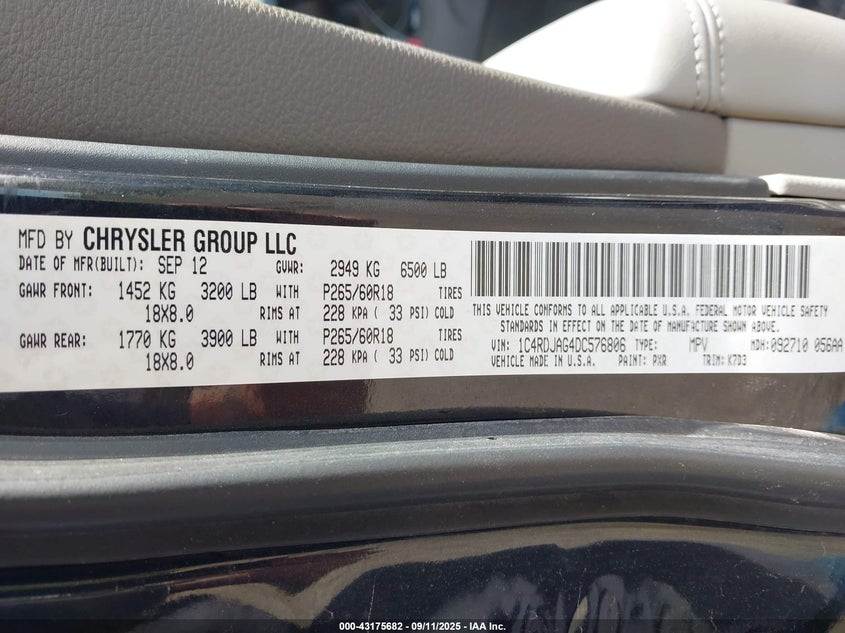 MFD BY CHRYSLER GROUP LLC
DATE OF MFR(BUILT): SEP 12 GVWR: 2949 KG 6500 LB
GAWR FRONT: 1452 KG 3200 LB WITH P265/60R18 TIRES
18X8.0 RIMS AT 228 KPA ( 33 PSI) COLD
GAWR REAR: 1770 KG 3900 LB WITH P265/60R18 TIRES
18X8.0 RIMS AT 228 KPA ( 33 PSI) COLD
THIS VEHICLE CONFORMS TO ALL APPLICABLE U.S.A. FEDERAL MOTOR VEHICLE SAFETY
STANDARDS IN EFFECT ON THE DATE OF MANUFACTURE SHOWN ABOVE.
VIN: 1C4RDJAG4DC576806 TYPE: MPV MDH: 092710 056AA
VEHICLE MADE IN U.S.A. PAINT: PXR TRIM: K7D3
000-43175682 - 09/11/2025 - IAA Inc.